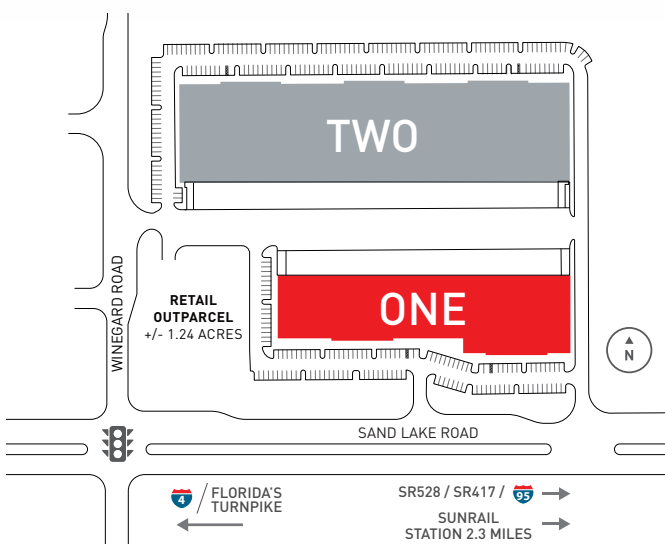 TWO
WINEGARD ROAD
RETAIL
OUTPARCEL
+/- 1.24 ACRES
ONE
N
SAND LAKE ROAD
4 / FLORIDA'S
TURNPIKE
SR528 / SR417 / 95
SUNRAIL
STATION 2.3 MILES